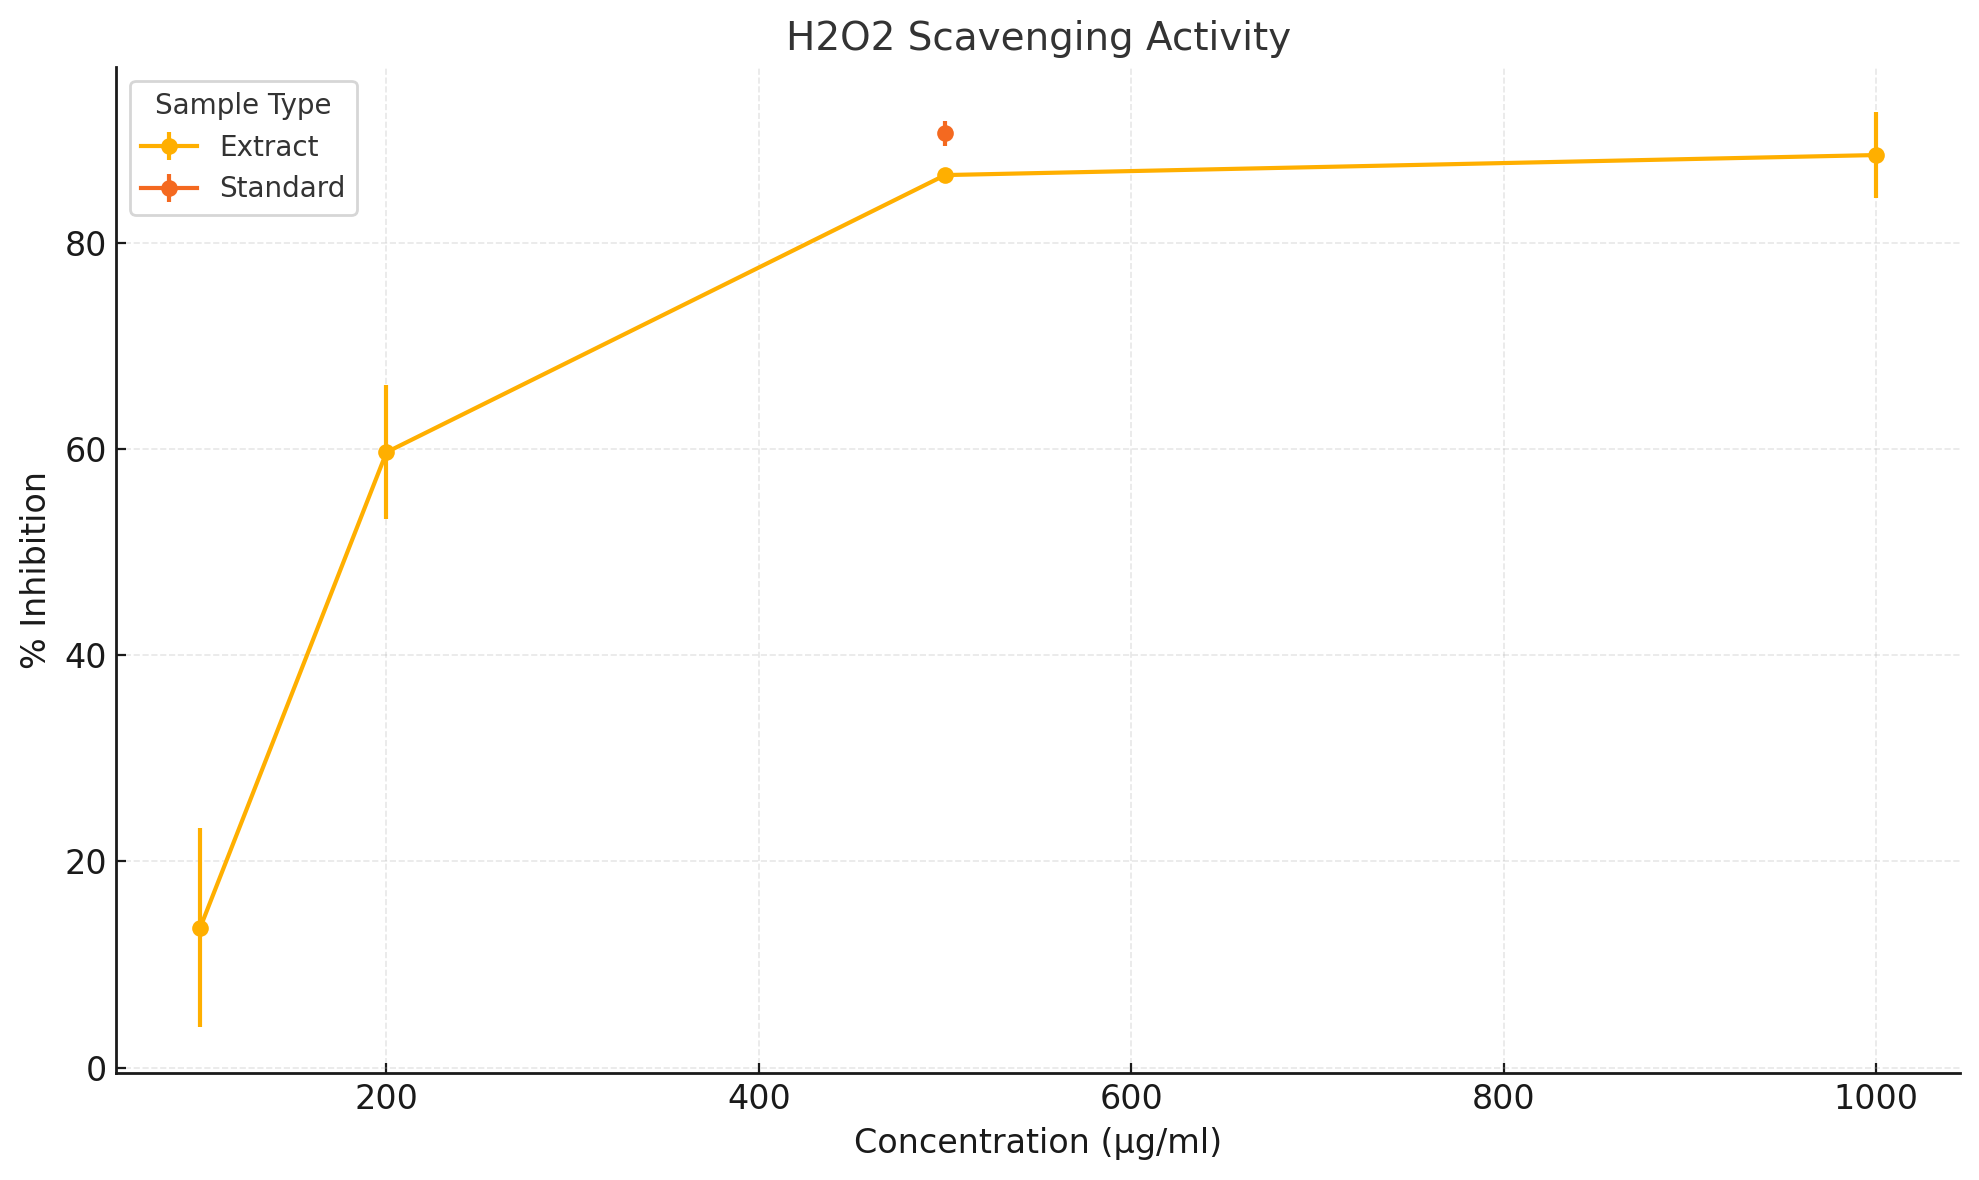 H2O2 Scavenging Activity
Sample Type
Extract
Standard
% Inhibition
80
60
40
20
0
200 400 600 800 1000
Concentration (µg/ml)